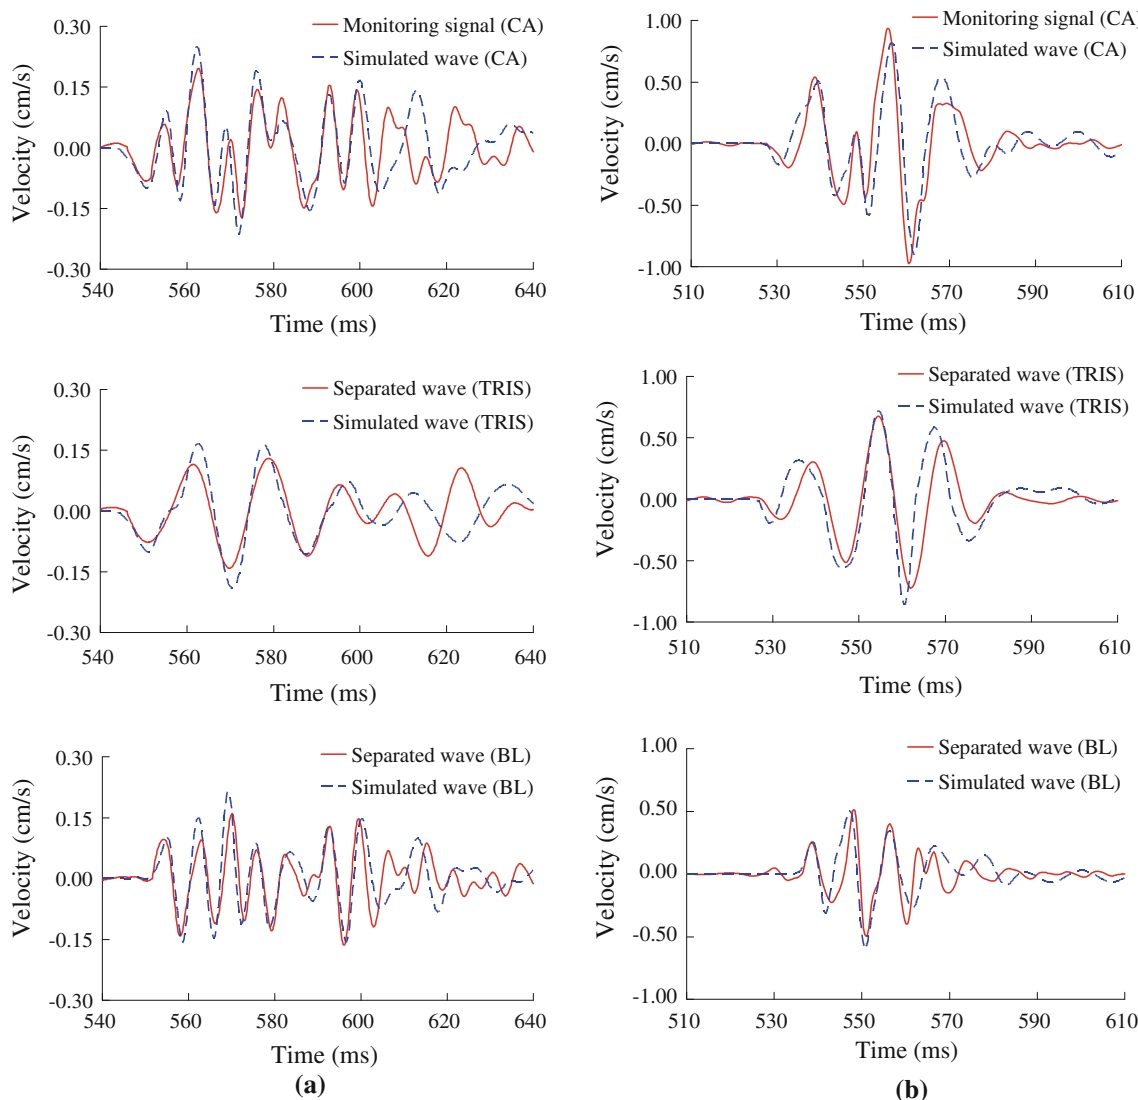 0.30
0.15
0.00
-0.15
-0.30
Velocity (cm/s)
Monitoring signal (CA)
Simulated wave (CA)
540 560 580 600 620 640
Time (ms)
1.00
0.50
0.00
-0.50
-1.00
Velocity (cm/s)
Monitoring signal (CA)
Simulated wave (CA)
510 530 550 570 590 610
Time (ms)
0.30
0.15
0.00
-0.15
-0.30
Velocity (cm/s)
Separated wave (TRIS)
Simulated wave (TRIS)
540 560 580 600 620 640
Time (ms)
1.00
0.50
0.00
-0.50
-1.00
Velocity (cm/s)
Separated wave (TRIS)
Simulated wave (TRIS)
510 530 550 570 590 610
Time (ms)
0.30
0.15
0.00
-0.15
-0.30
Velocity (cm/s)
Separated wave (BL)
Simulated wave (BL)
540 560 580 600 620 640
Time (ms)
(a)
1.00
0.50
0.00
-0.50
-1.00
Velocity (cm/s)
Separated wave (BL)
Simulated wave (BL)
510 530 550 570 590 610
Time (ms)
(b)